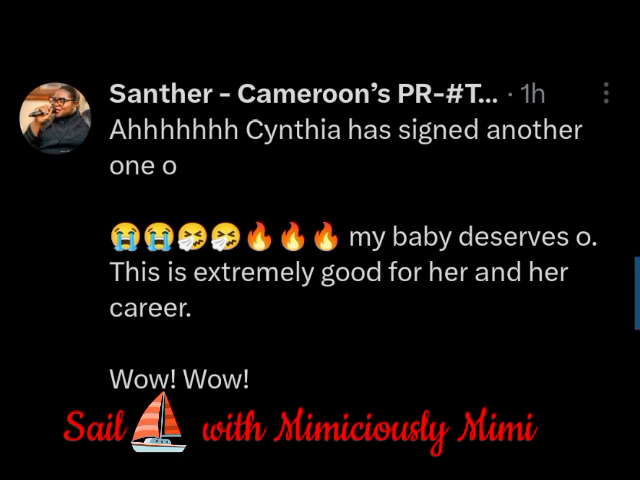 Santher - Cameroon’s PR-#T... · 1h
Ahhhhhhh Cynthia has signed another
one o
😭😭🤧🤧🔥🔥🔥 my baby deserves o.
This is extremely good for her and her
career.
Wow! Wow!
Sail⛵ with Mimiciously Mimi